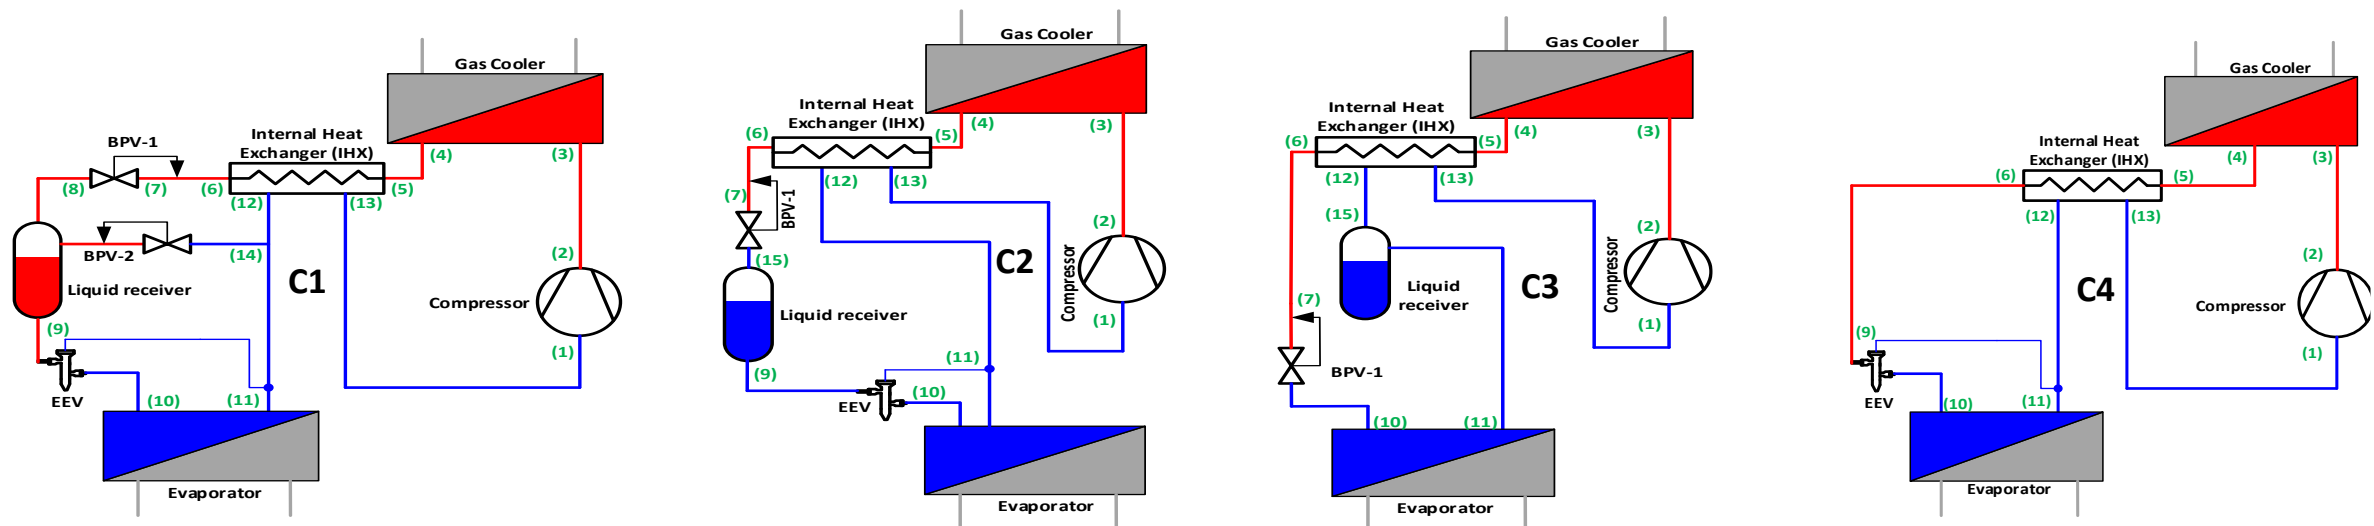 Gas Cooler
Internal Heat
Exchanger (IHX)
BPV-1
(4)
(3)
(8)
(7)
(6)
(5)
(12)
(13)
BPV-2
(14)
(2)
C1
Liquid receiver
Compressor
(9)
(1)
EEV
(10)
(11)
Evaporator
Gas Cooler
Internal Heat
Exchanger (IHX)
(6)
(5)
(4)
(3)
(12)
(13)
(7)
BPV-1
(2)
(15)
C2
Compressor
Liquid receiver
(1)
(11)
(9)
(10)
EEV
Evaporator
Gas Cooler
Internal Heat
Exchanger (IHX)
(6)
(5)
(4)
(3)
(12)
(13)
(15)
(2)
C3
Compressor
Liquid
receiver
(7)
(1)
BPV-1
(10)
(11)
Evaporator
Gas Cooler
Internal Heat
Exchanger (IHX)
(4)
(3)
(6)
(5)
(12)
(13)
(2)
C4
Compressor
(9)
(1)
EEV
(10)
(11)
Evaporator